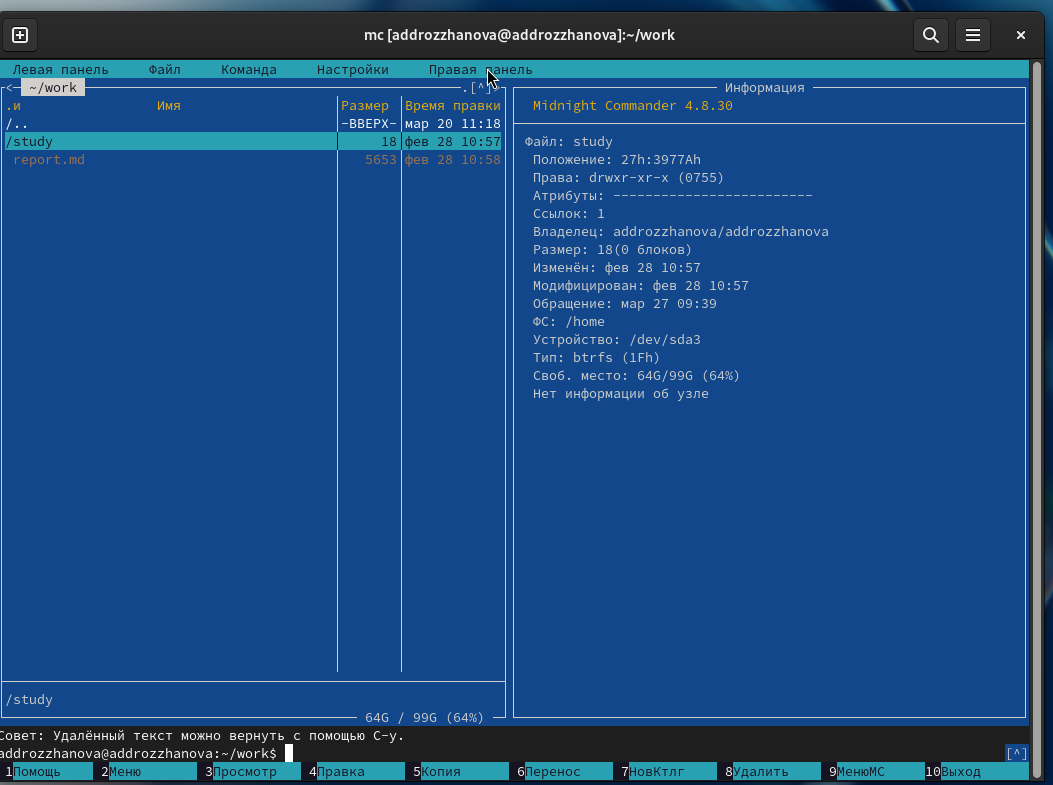 mc [addrozzhanova@addrozzhanova]:~/work
Левая панель Файл Команда Настройки Правая панель
<─ ~/work .[^]>
.и Имя Размер Время правки
/.. -ВВЕРХ- мар 20 11:18
/study 18 фев 28 10:57
report.md 5653 фев 28 10:58
/study
64G / 99G (64%)
Информация
Midnight Commander 4.8.30
Файл: study
Положение: 27h:3977Ah
Права: drwxr-xr-x (0755)
Атрибуты: -------------------------
Ссылок: 1
Владелец: addrozzhanova/addrozzhanova
Размер: 18(0 блоков)
Изменён: фев 28 10:57
Модифицирован: фев 28 10:57
Обращение: мар 27 09:39
ФС: /home
Устройство: /dev/sda3
Тип: btrfs (1Fh)
Своб. место: 64G/99G (64%)
Нет информации об узле
Совет: Удалённый текст можно вернуть с помощью C-y.
addrozzhanova@addrozzhanova:~/work$ [^]
1Помощь 2Меню 3Просмотр 4Правка 5Копия 6Перенос 7НовКтлг 8Удалить 9МенюМС 10Выход